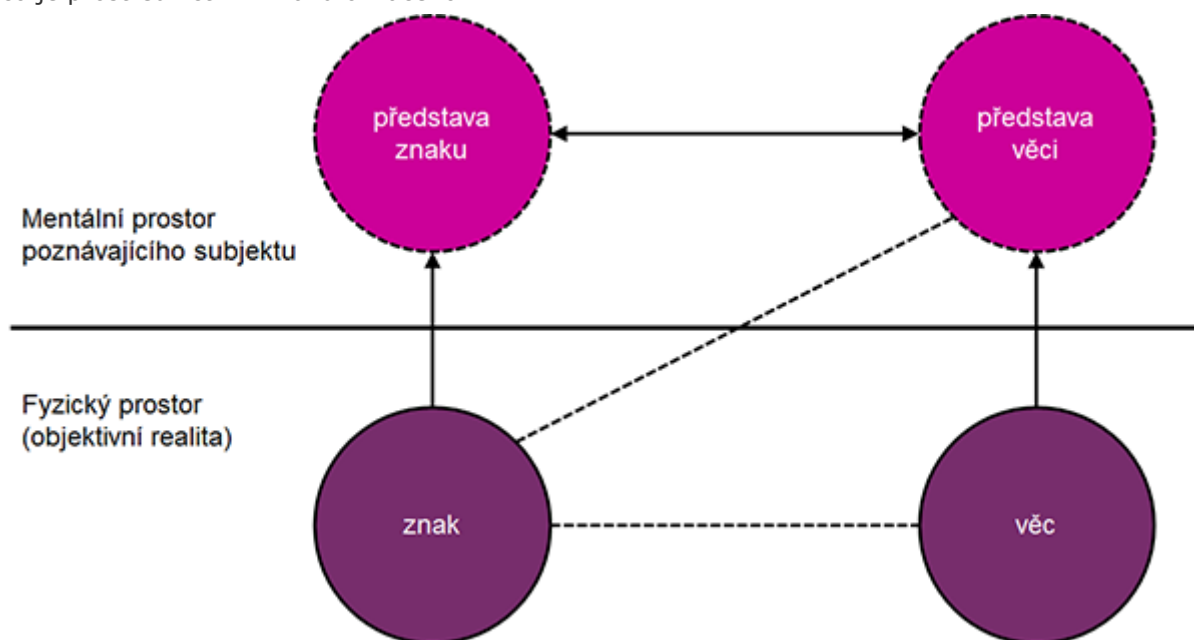 představa
znaku
představa
věci
Mentální prostor
poznávajícího subjektu
Fyzický prostor
(objektivní realita)
znak
věc